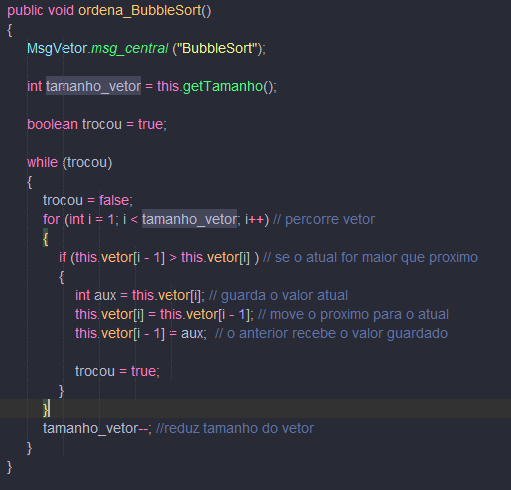 public void ordena_BubbleSort()
{
MsgVetor.msg_central ("BubbleSort");
int tamanho_vetor = this.getTamanho();
boolean trocou = true;
while (trocou)
{
trocou = false;
for (int i = 1; i < tamanho_vetor; i++) // percorre vetor
{
if (this.vetor[i - 1] > this.vetor[i] ) // se o atual for maior que proximo
{
int aux = this.vetor[i]; // guarda o valor atual
this.vetor[i] = this.vetor[i - 1]; // move o proximo para o atual
this.vetor[i - 1] = aux;  // o anterior recebe o valor guardado
trocou = true;
}
}
tamanho_vetor--; //reduz tamanho do vetor
}
}